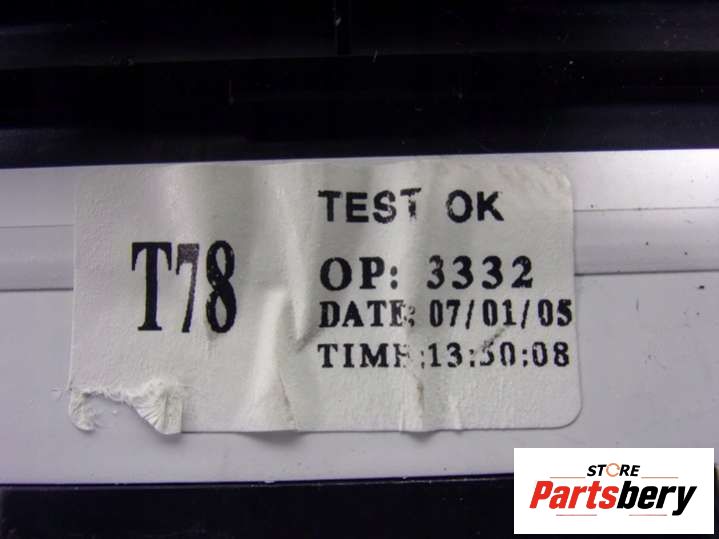 T78
TEST OK
OP: 3332
DATE: 07/01/05
TIME:13:50:08
STORE
Partsbery